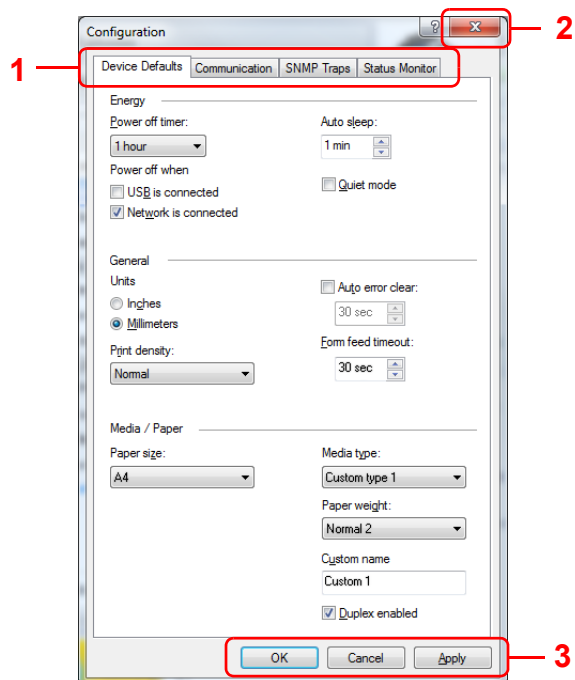 Configuration
?
2
1
Device Defaults Communication SNMP Traps Status Monitor
Energy
Power off timer: Auto sleep:
1 hour 1 min
Power off when
USB is connected Quiet mode
Network is connected
General
Units
Auto error clear:
Inches
30 sec
Millimeters
Print density: Form feed timeout:
Normal 30 sec
Media / Paper
Paper size: Media type:
A4 Custom type 1
Paper weight:
Normal 2
Custom name
Custom 1
Duplex enabled
OK Cancel Apply
3